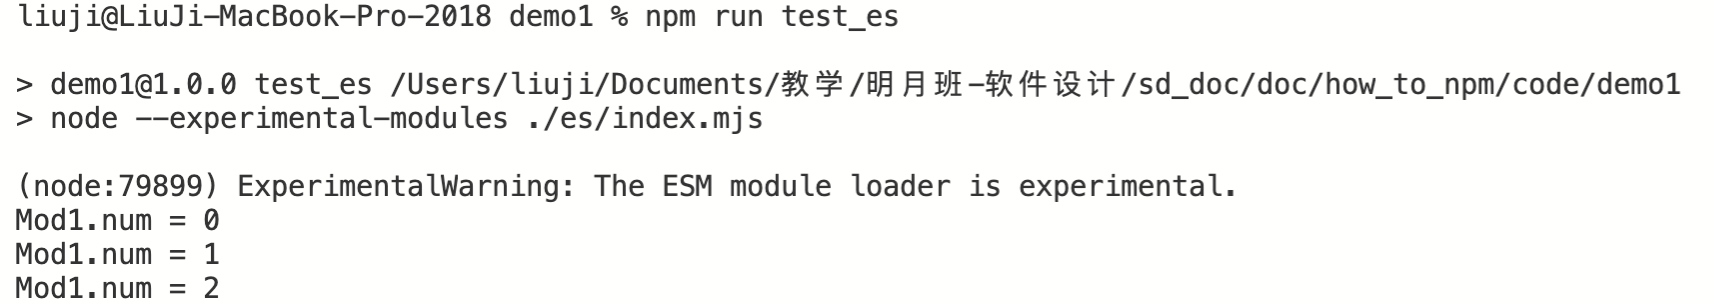 liuji@LiuJi-MacBook-Pro-2018 demo1 % npm run test_es
> demo1@1.0.0 test_es /Users/liuji/Documents/教学/明月班-软件设计/sd_doc/doc/how_to_npm/code/demo1
> node --experimental-modules ./es/index.mjs
(node:79899) ExperimentalWarning: The ESM module loader is experimental.
Mod1.num = 0
Mod1.num = 1
Mod1.num = 2